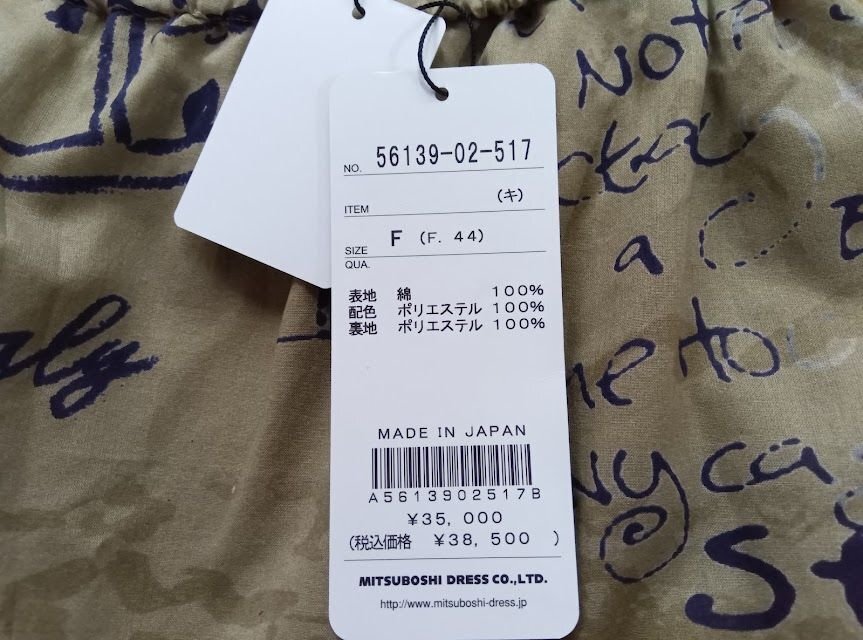 NO. 56139-02-517
ITEM (キ)
SIZE F (F. 44)
QUA.
表地 綿 100%
配色 ポリエステル 100%
裏地 ポリエステル 100%
MADE IN JAPAN
A5613902517B
¥35,000
(税込価格 ¥38,500 )
MITSUBOSHI DRESS CO.,LTD.
http://www.mitsuboshi-dress.jp
a
me to